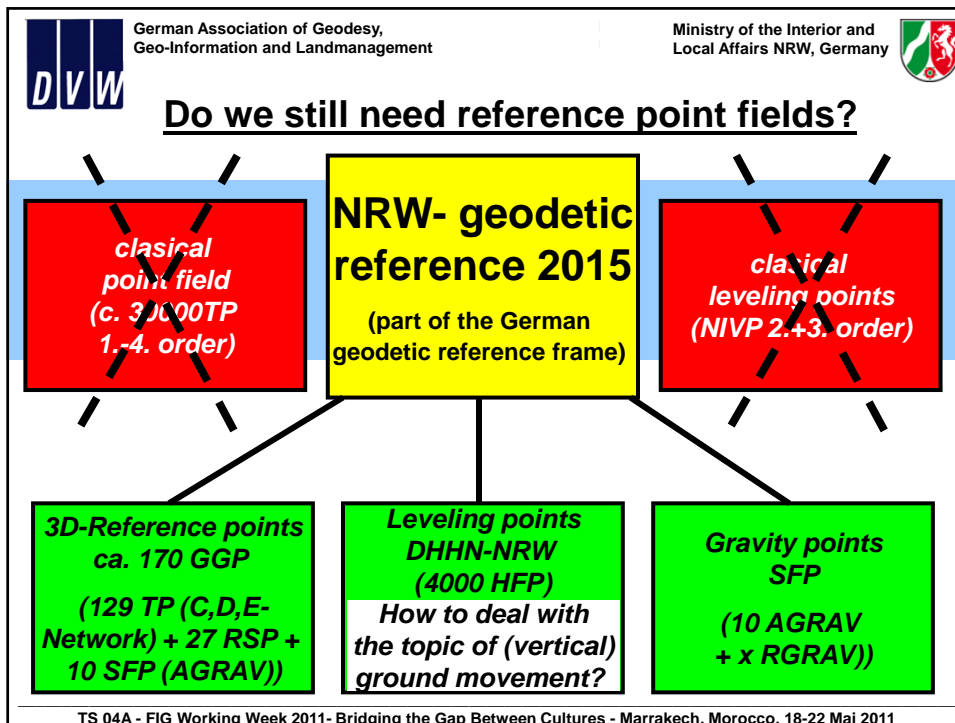 German Association of Geodesy,
Geo-Information and Landmanagement
Ministry of the Interior and
Local Affairs NRW, Germany
DVW
Do we still need reference point fields?
clasical
point field
(c. 30000TP
1.-4. order)
NRW- geodetic
reference 2015
(part of the German
geodetic reference frame)
clasical
leveling points
(NIVP 2.+3. order)
3D-Reference points
ca. 170 GGP
(129 TP (C,D,E-
Network) + 27 RSP +
10 SFP (AGRAV))
Leveling points
DHHN-NRW
(4000 HFP)
How to deal with
the topic of (vertical)
ground movement?
Gravity points
SFP
(10 AGRAV
+ x RGRAV))
TS 04A - FIG Working Week 2011- Bridging the Gap Between Cultures - Marrakech, Morocco, 18-22 Mai 2011